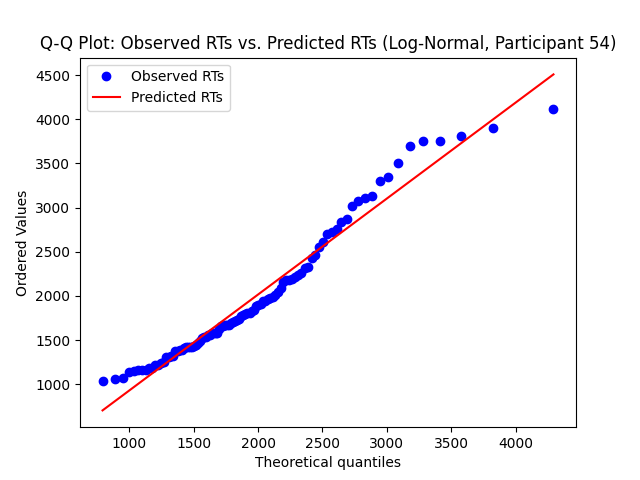 Q-Q Plot: Observed RTs vs. Predicted RTs (Log-Normal, Participant 54)
Observed RTs
Predicted RTs
Ordered Values
4500
4000
3500
3000
2500
2000
1500
1000
1000 1500 2000 2500 3000 3500 4000
Theoretical quantiles